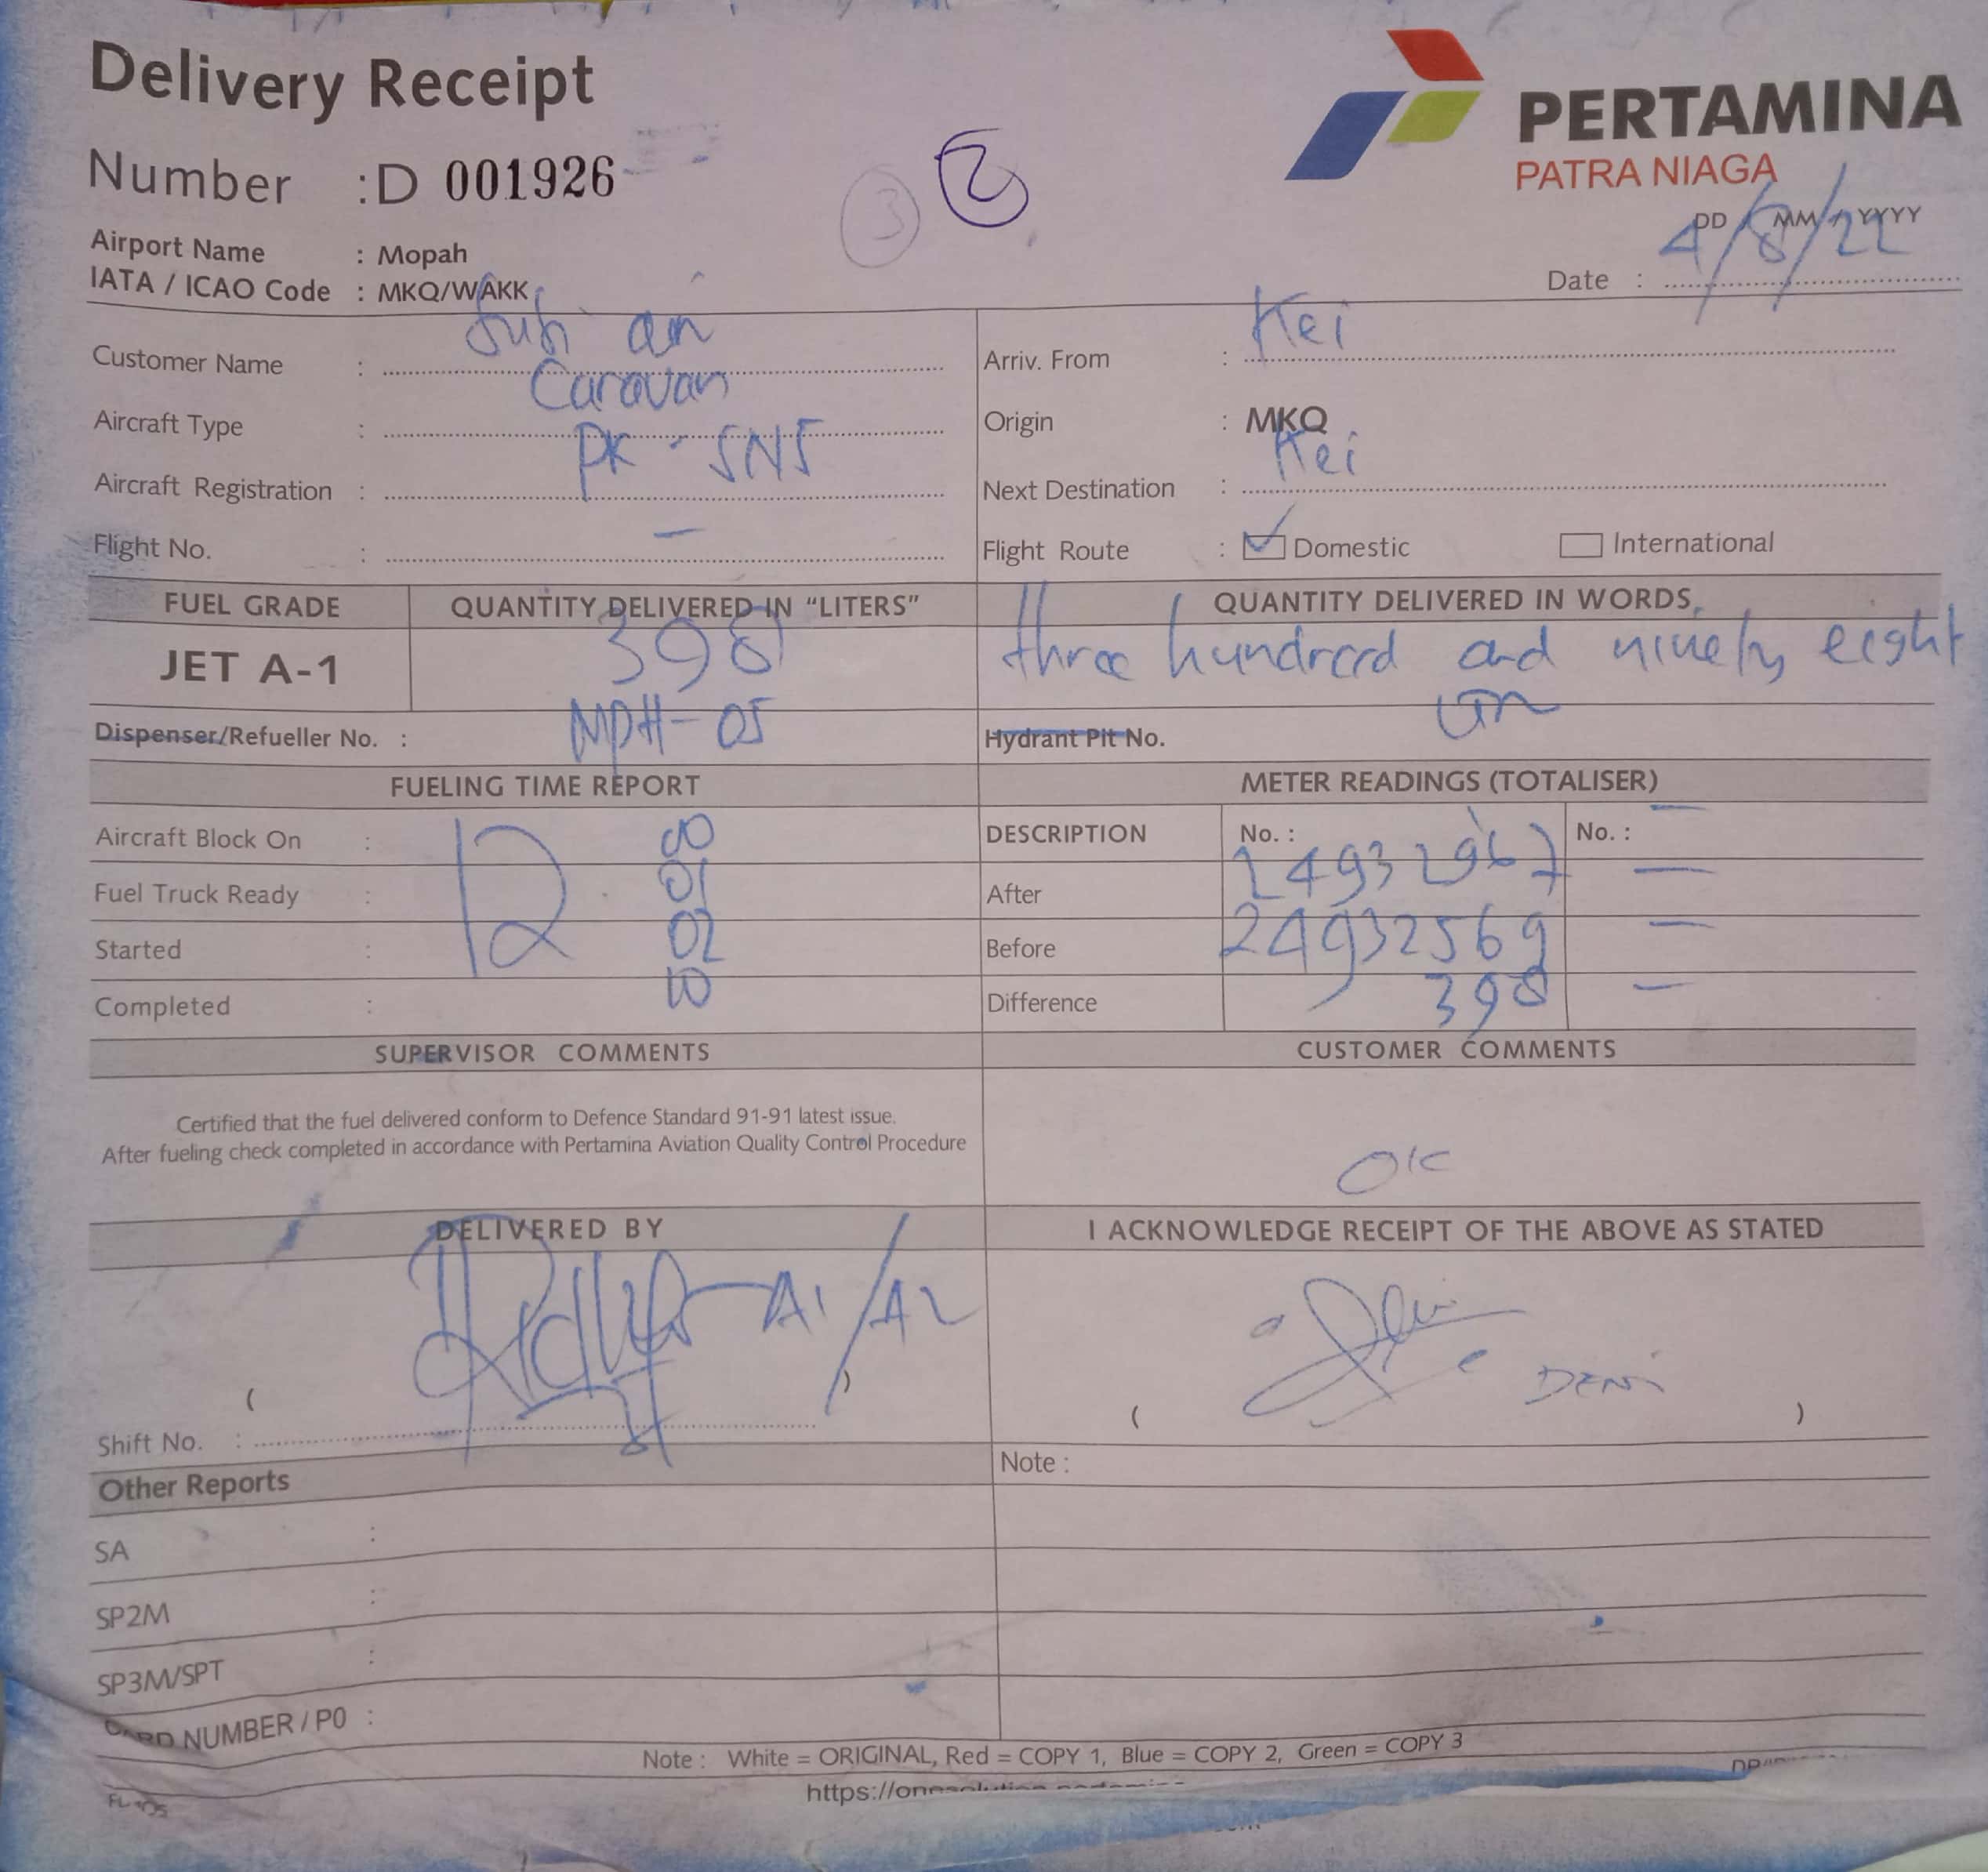 Delivery Receipt
PERTAMINA
PATRA NIAGA
Number : D 001926
3 2
DD / MM / YYYY
Date : 4/8/22
Airport Name : Mopah
IATA / ICAO Code : MKQ/WAKK
Customer Name : Susi air
Arriv. From : Kei
Aircraft Type : Caravan
Origin : MKQ
Aircraft Registration : PK-SNS
Next Destination : Kei
Flight No. : -
Flight Route : Domestic International
FUEL GRADE QUANTITY DELIVERED IN "LITERS" QUANTITY DELIVERED IN WORDS
JET A-1 398 three hundred and ninety eight
Dispenser/Refueller No. : MPH-05
Hydrant Pit No.
FUELING TIME REPORT METER READINGS (TOTALISER)
Aircraft Block On : 12 00
DESCRIPTION No. : No. : -
Fuel Truck Ready : 01
After 24932967 -
Started : 02
Before 24932569 -
Completed : 10
Difference 398 -
SUPERVISOR COMMENTS CUSTOMER COMMENTS
Certified that the fuel delivered conform to Defence Standard 91-91 latest issue.
After fueling check completed in accordance with Pertamina Aviation Quality Control Procedure
OK
DELIVERED BY I ACKNOWLEDGE RECEIPT OF THE ABOVE AS STATED
A1/A2
( )
( )
Shift No. :
Note :
Other Reports
SA :
SP2M :
SP3M/SPT :
CARD NUMBER / P0 :
Note : White = ORIGINAL, Red = COPY 1, Blue = COPY 2, Green = COPY 3